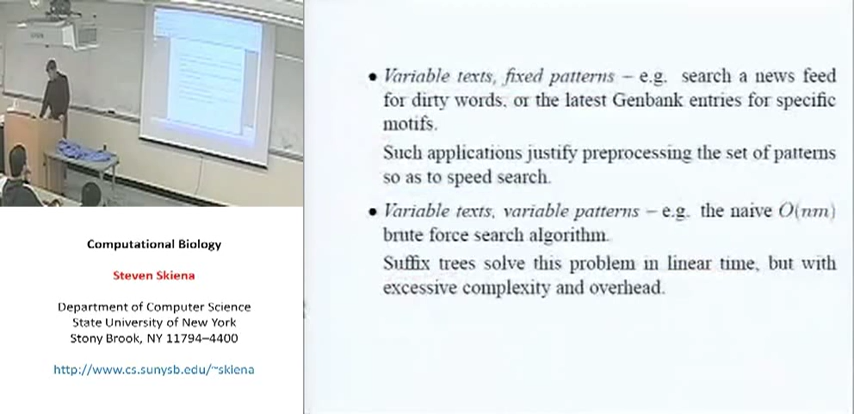 • Variable texts, fixed patterns – e.g. search a news feed
for dirty words, or the latest Genbank entries for specific
motifs.
Such applications justify preprocessing the set of patterns
so as to speed search.
• Variable texts, variable patterns – e.g. the naive O(nm)
brute force search algorithm.
Suffix trees solve this problem in linear time, but with
excessive complexity and overhead.
Computational Biology
Steven Skiena
Department of Computer Science
State University of New York
Stony Brook, NY 11794–4400
http://www.cs.sunysb.edu/~skiena